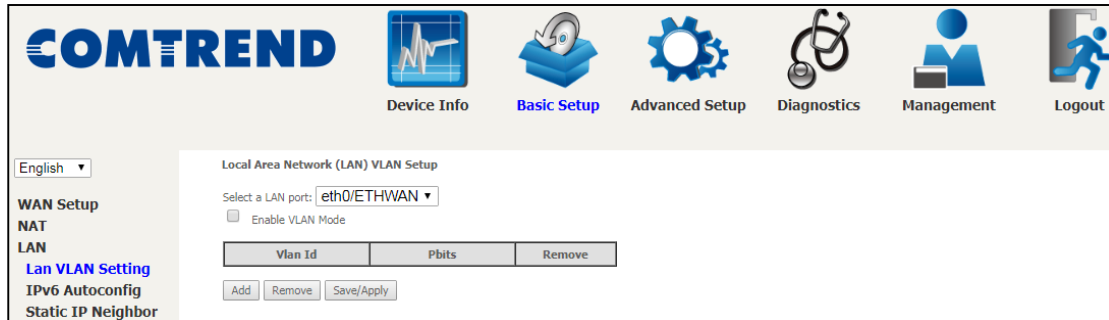 COMTREND
Device Info Basic Setup Advanced Setup Diagnostics Management Logout
English
WAN Setup
NAT
LAN
Lan VLAN Setting
IPv6 Autoconfig
Static IP Neighbor
Local Area Network (LAN) VLAN Setup
Select a LAN port: eth0/ETHWAN
Enable VLAN Mode
Vlan Id Pbits Remove
Add Remove Save/Apply